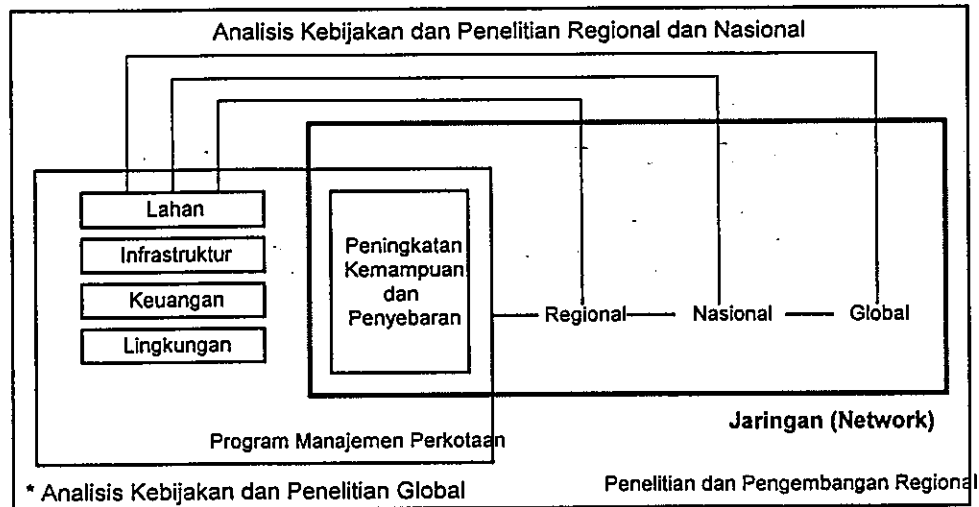 Analisis Kebijakan dan Penelitian Regional dan Nasional
Lahan
Infrastruktur
Keuangan
Lingkungan
Peningkatan
Kemampuan
dan
Penyebaran
Regional
Nasional
Global
Jaringan (Network)
Program Manajemen Perkotaan
* Analisis Kebijakan dan Penelitian Global
Penelitian dan Pengembangan Regional